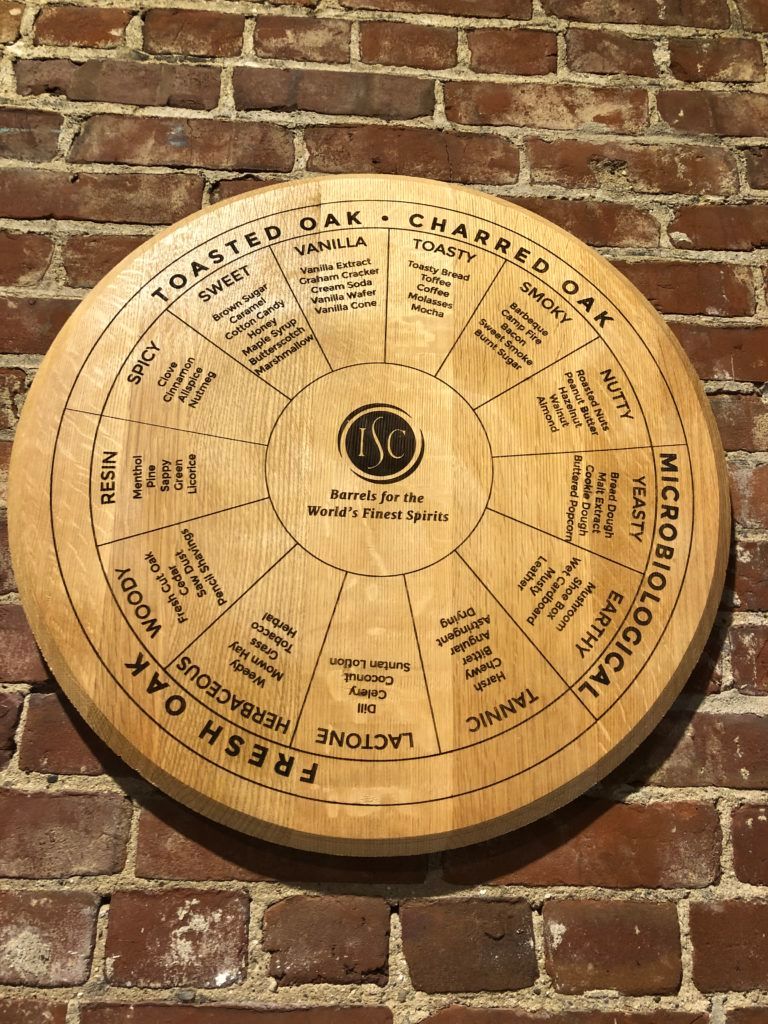 TOASTED OAK • CHARRED OAK
VANILLA
Vanilla Extract
Graham Cracker
Cream Soda
Vanilla Wafer
Vanilla Cone
TOASTY
Toasty Bread
Toffee
Coffee
Molasses
Mocha
SMOKY
Barbeque
Camp Fire
Bacon
Sweet Smoke
Burnt Sugar
NUTTY
Roasted Nuts
Peanut Butter
Hazelnut
Walnut
Almond
MICROBIOLOGICAL
YEASTY
Bread Dough
Malt Extract
Cookie Dough
Buttered Popcorn
EARTHY
Mushroom
Shoe Box
Wet Cardboard
Musty
Leather
FRESH OAK
TANNIC
Harsh
Chewy
Bitter
Angular
Astringent
Drying
LACTONE
Dill
Celery
Coconut
Suntan Lotion
HERBACEOUS
Weedy
Mown Hay
Grass
Tobacco
Herbal
WOODY
Fresh Cut Oak
Cedar
Saw Dust
Pencil Shavings
RESIN
Menthol
Pine
Sappy
Green
Licorice
SPICY
Clove
Cinnamon
Allspice
Nutmeg
SWEET
Brown Sugar
Caramel
Cotton Candy
Honey
Maple Syrup
Butterscotch
Marshmallow
ISC
Barrels for the
World's Finest Spirits